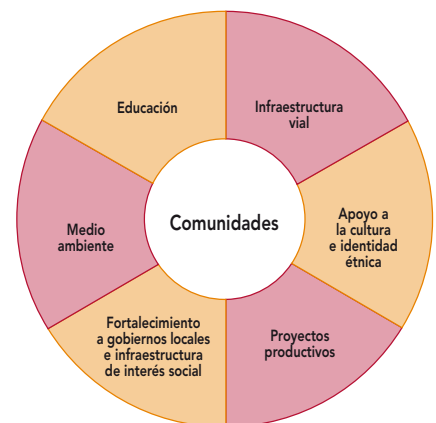 Educación
Infraestructura
vial
Apoyo a
la cultura
e identidad
étnica
Proyectos
productivos
Fortalecimiento
a gobiernos locales
e infraestructura
de interés social
Medio
ambiente
Comunidades